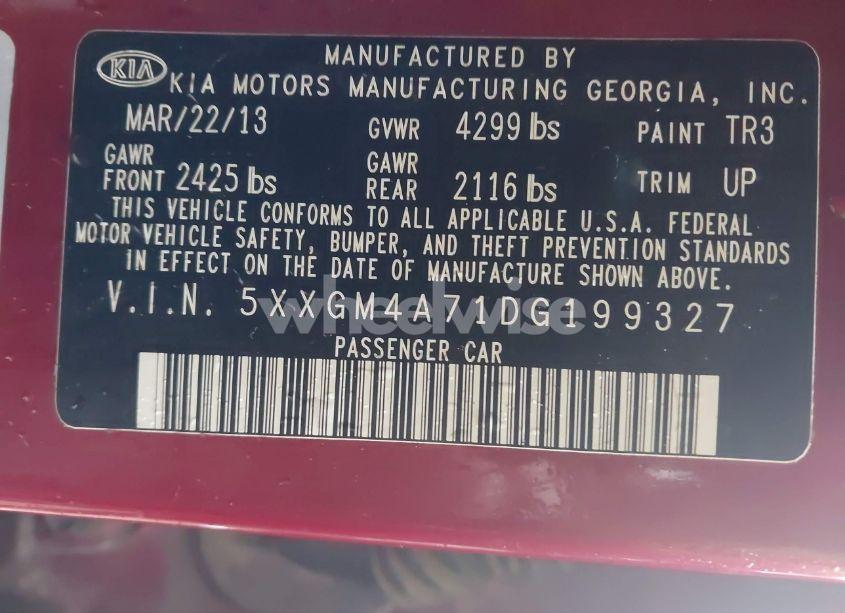 MANUFACTURED BY
KIA KIA MOTORS MANUFACTURING GEORGIA, INC.
MAR/22/13 GVWR 4299 lbs PAINT TR3
GAWR FRONT 2425 lbs GAWR REAR 2116 lbs TRIM UP
THIS VEHICLE CONFORMS TO ALL APPLICABLE U.S.A. FEDERAL
MOTOR VEHICLE SAFETY, BUMPER, AND THEFT PREVENTION STANDARDS
IN EFFECT ON THE DATE OF MANUFACTURE SHOWN ABOVE.
V.I.N. 5XXGM4A71DG199327
wheelwise
PASSENGER CAR